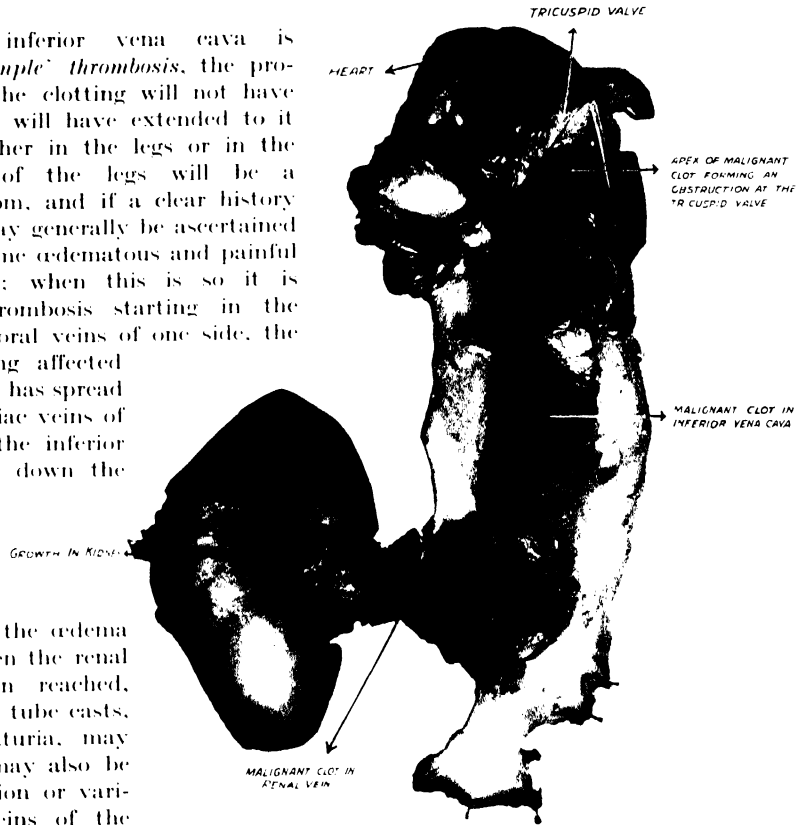 inferior vena cava is
thrombosis, the pro-
he clotting will not have
will have extended to it
her in the legs or in the
of the legs will be a
om, and if a clear history
ay generally be ascertained
me œdematous and painful
; when this is so it is
rombosis starting in the
oral veins of one side, the
ng affected
has spread
iac veins of
the inferior
down the
the œdema
en the renal
n reached,
tube casts,
aturia, may
may also be
ion or vari-
eins of the
TRICUSPID VALVE
HEART
APEX OF MALIGNANT
CLOT FORMING AN
OBSTRUCTION AT THE
TRICUSPID VALVE
MALIGNANT CLOT IN
INFERIOR VENA CAVA
GROWTH IN KIDNEY
MALIGNANT CLOT IN
RENAL VEIN